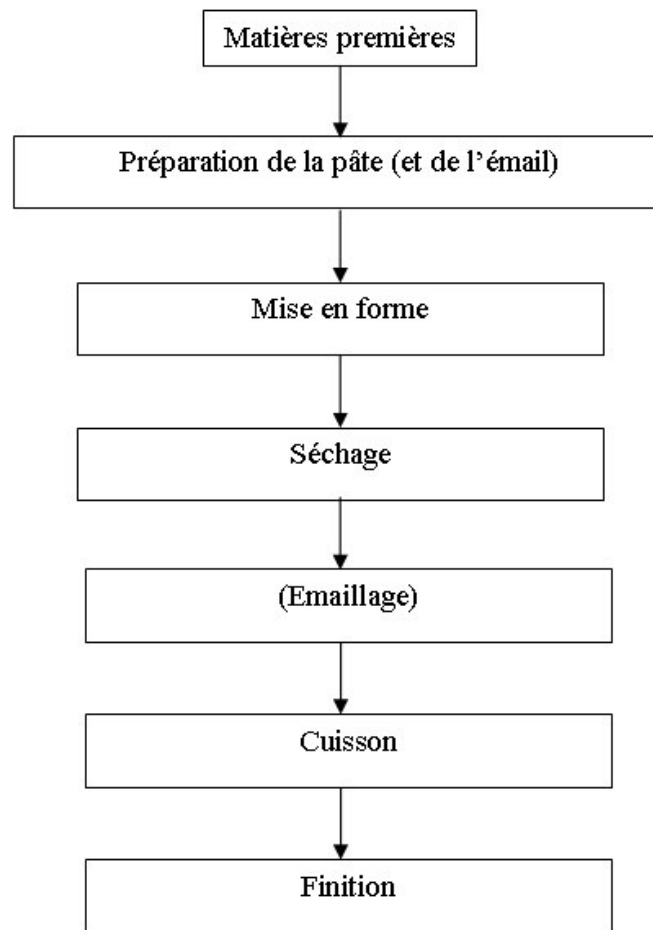 Matières premières
Préparation de la pâte (et de l’émail)
Mise en forme
Séchage
(Emaillage)
Cuisson
Finition